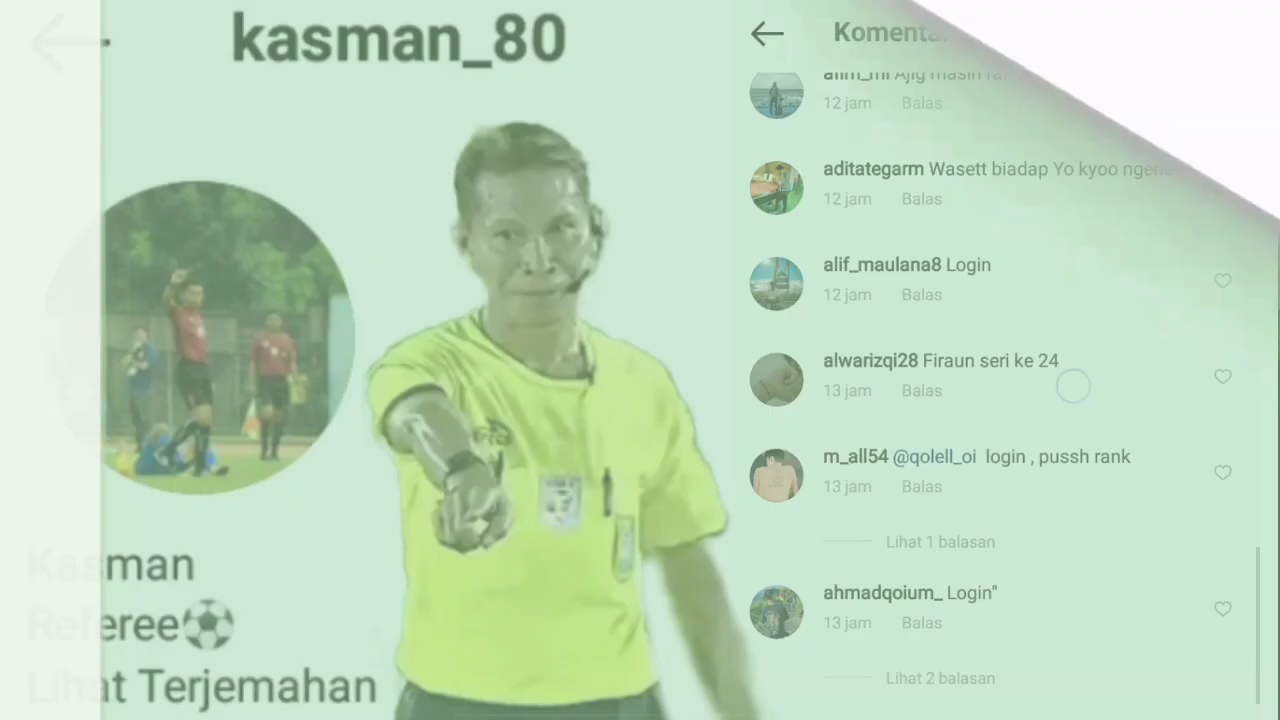 kasman_80
Kasman
Referee⚽
Lihat Terjemahan
Komenta
12 jam Balas
aditategarm Wasett biadap Yo kyoo
12 jam Balas
alif_maulana8 Login
12 jam Balas
alwarizqi28 Firaun seri ke 24
13 jam Balas
m_all54 @qolell_oi login , pussh rank
13 jam Balas
Lihat 1 balasan
ahmadqoium_ Login"
13 jam Balas
Lihat 2 balasan